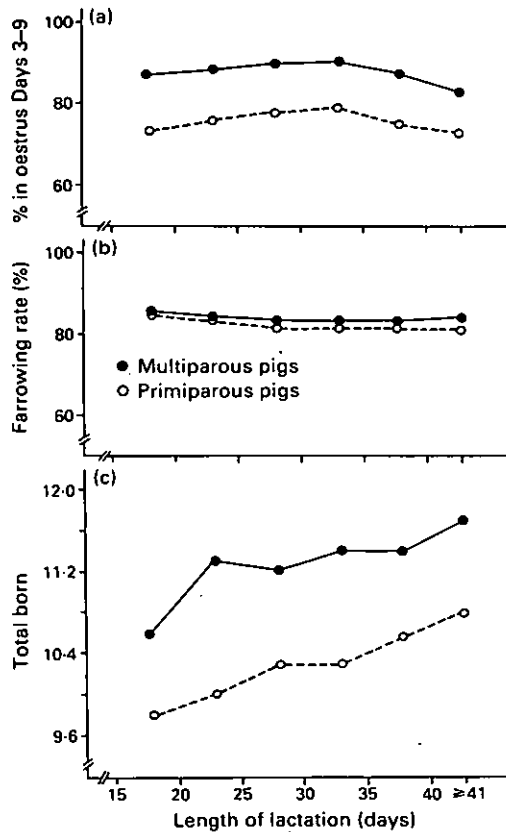 (a)
% in oestrus Days 3–9
100
80
60
(b)
Farrowing rate (%)
100
80
60
● Multiparous pigs
○ Primiparous pigs
(c)
Total born
12·0
11·2
10·4
9·6
15 20 25 30 35 40 ≥41
Length of lactation (days)